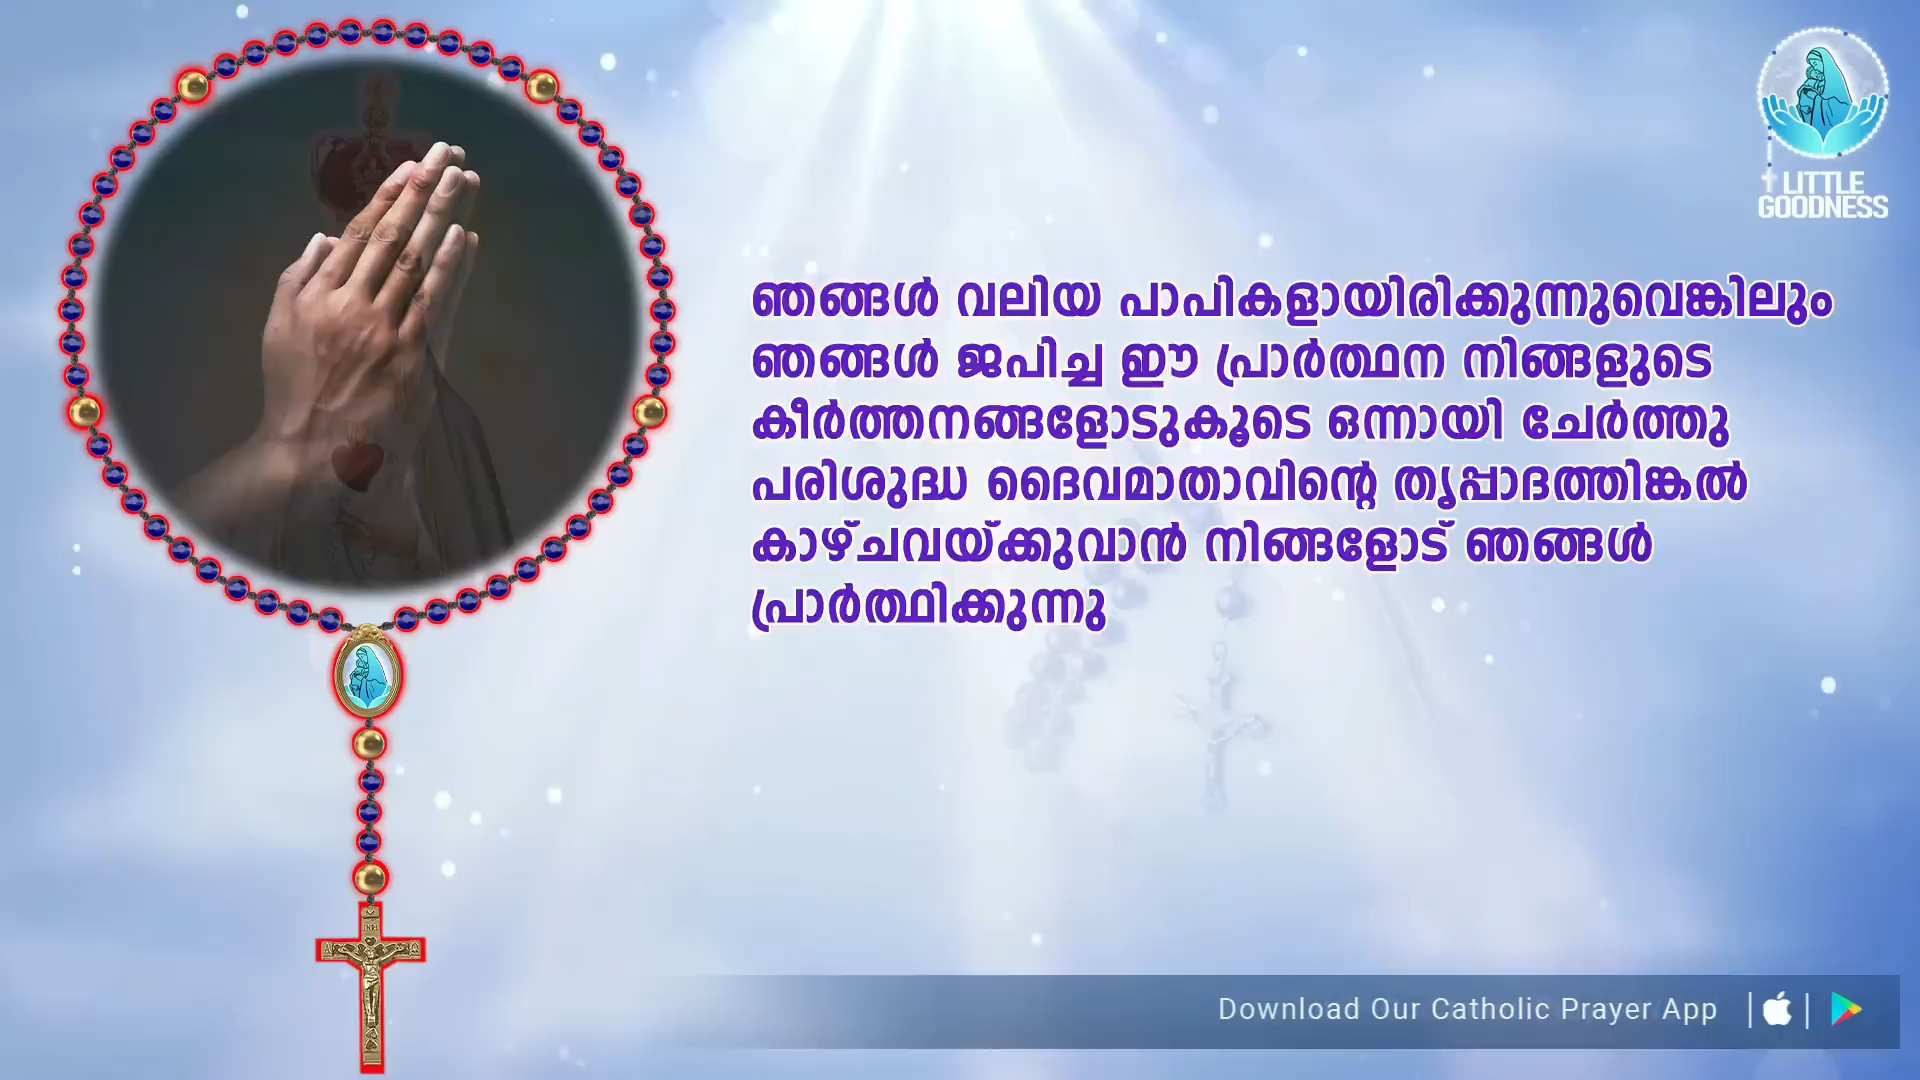 LITTLE
GOODNESS
ഞങ്ങൾ വലിയ പാപികളായിരിക്കുന്നുവെങ്കിലും
ഞങ്ങൾ ജപിച്ച ഈ പ്രാർത്ഥന നിങ്ങളുടെ
കീർത്തനങ്ങളോടുകൂടെ ഒന്നായി ചേർത്തു
പരിശുദ്ധ ദൈവമാതാവിന്റെ തൃപ്പാദത്തിങ്കൽ
കാഴ്ചവയ്ക്കുവാൻ നിങ്ങളോട് ഞങ്ങൾ
പ്രാർത്ഥിക്കുന്നു
INRI
Download Our Catholic Prayer App